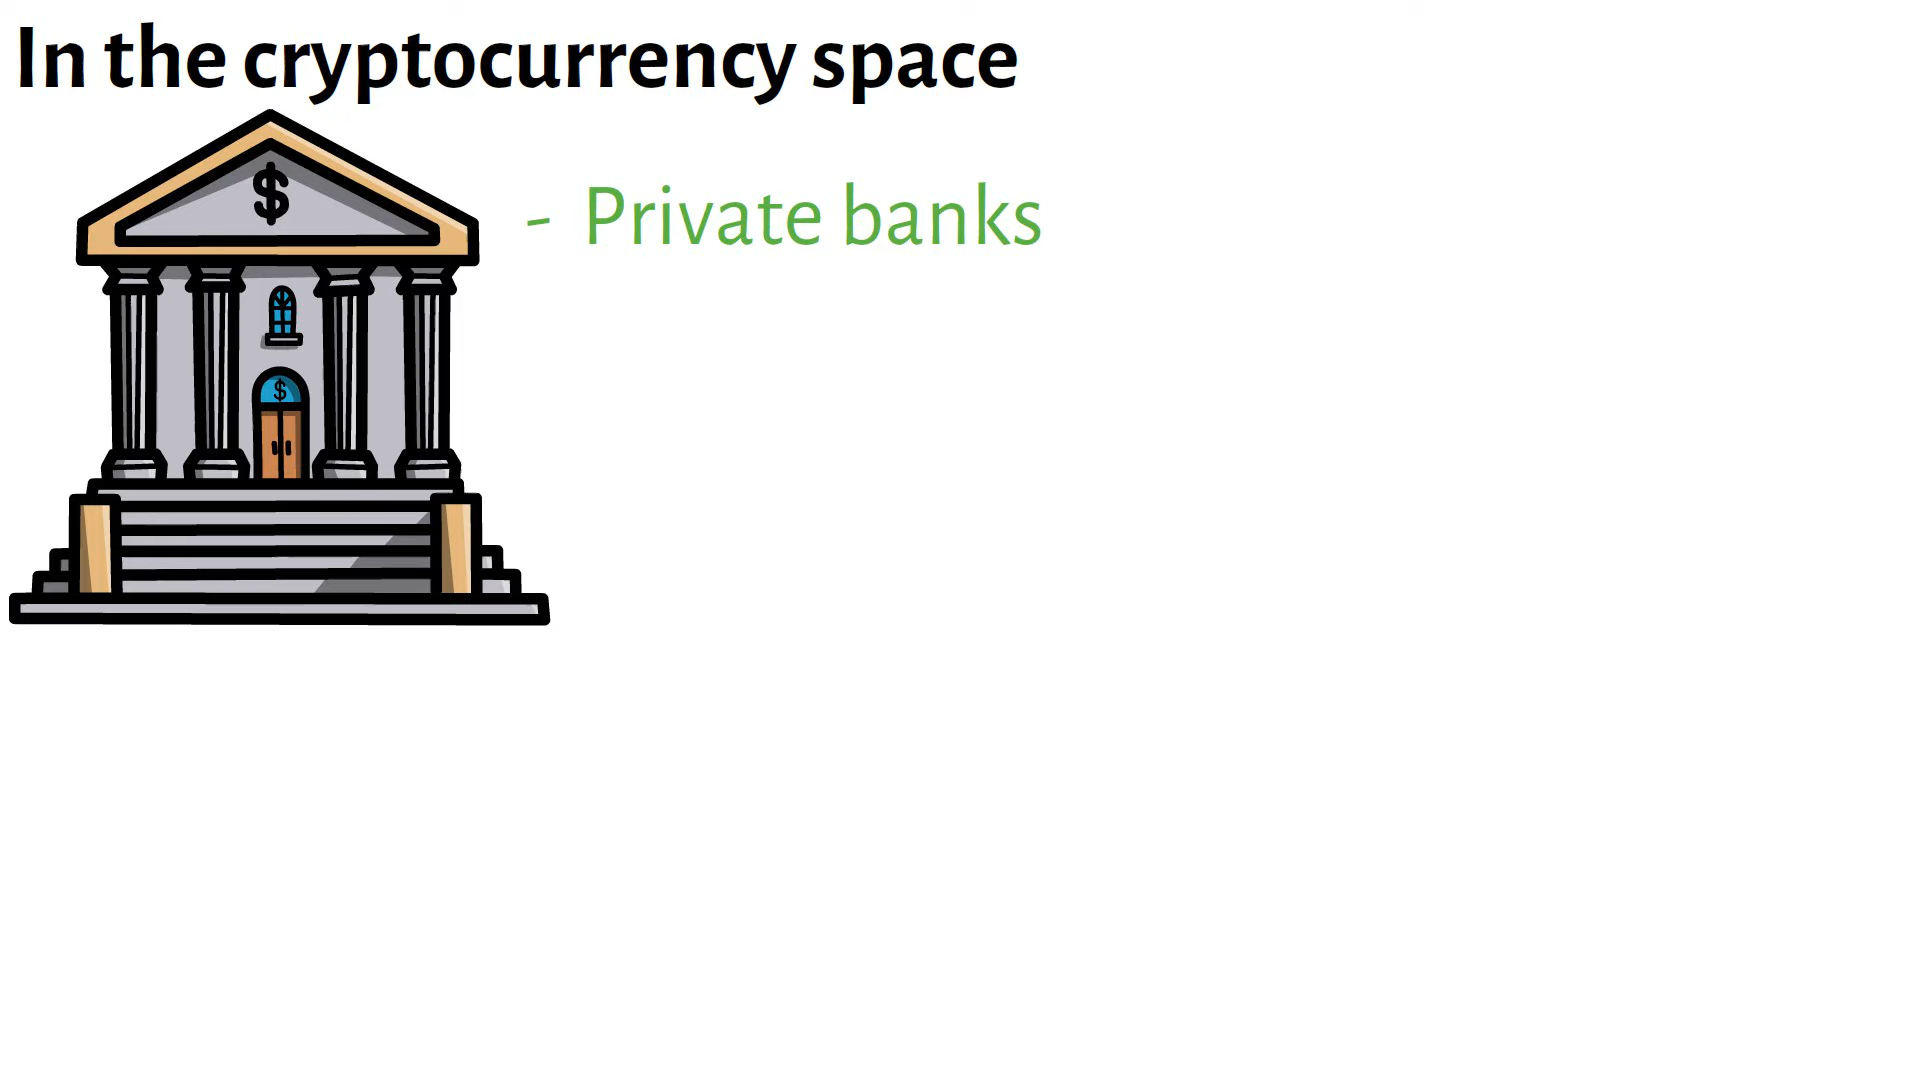 In the cryptocurrency space
$
- Private banks
$